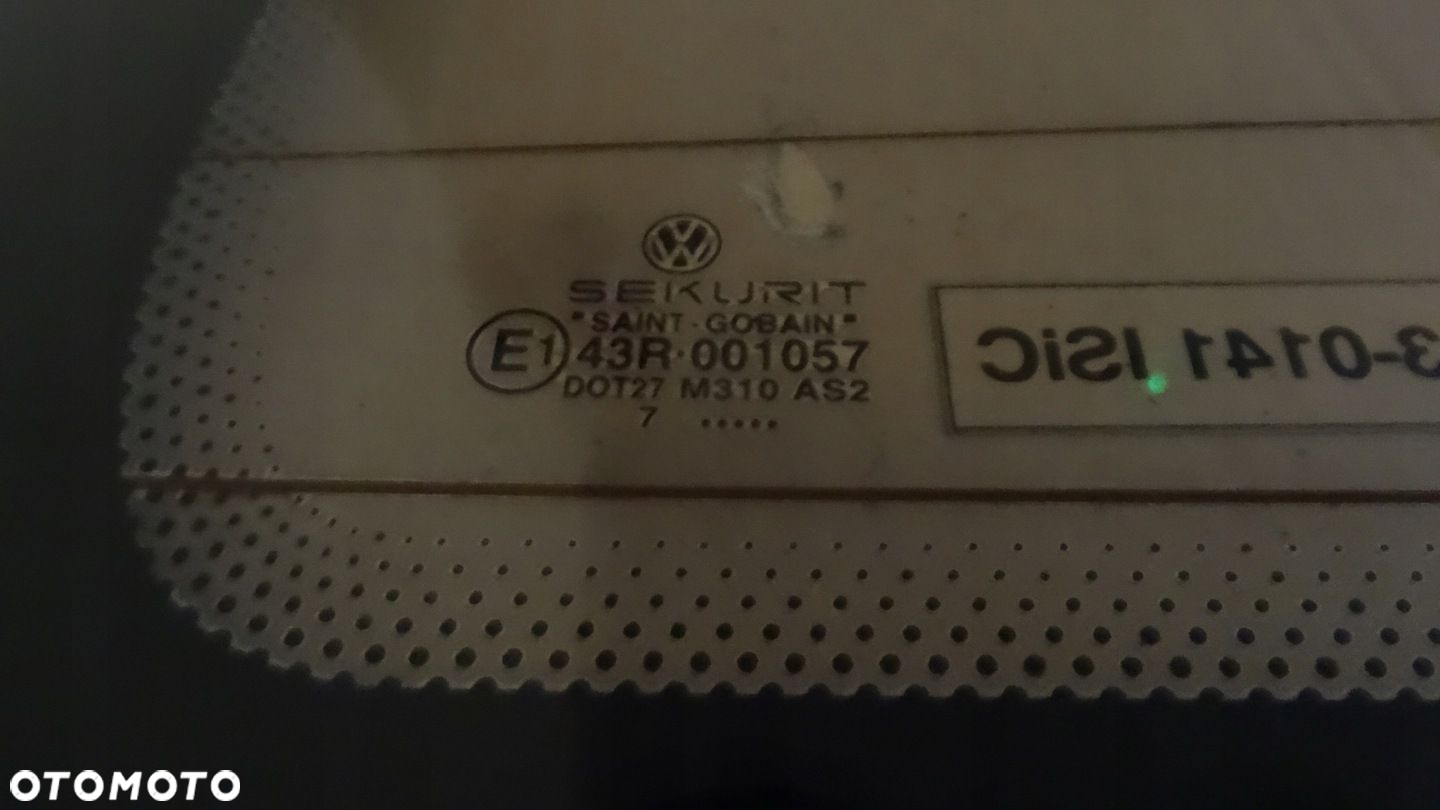 SEKURIT
"SAINT-GOBAIN"
E1 43R-001057
DOT27 M310 AS2
7 .....
3-0141 ISiC
OTOMOTO